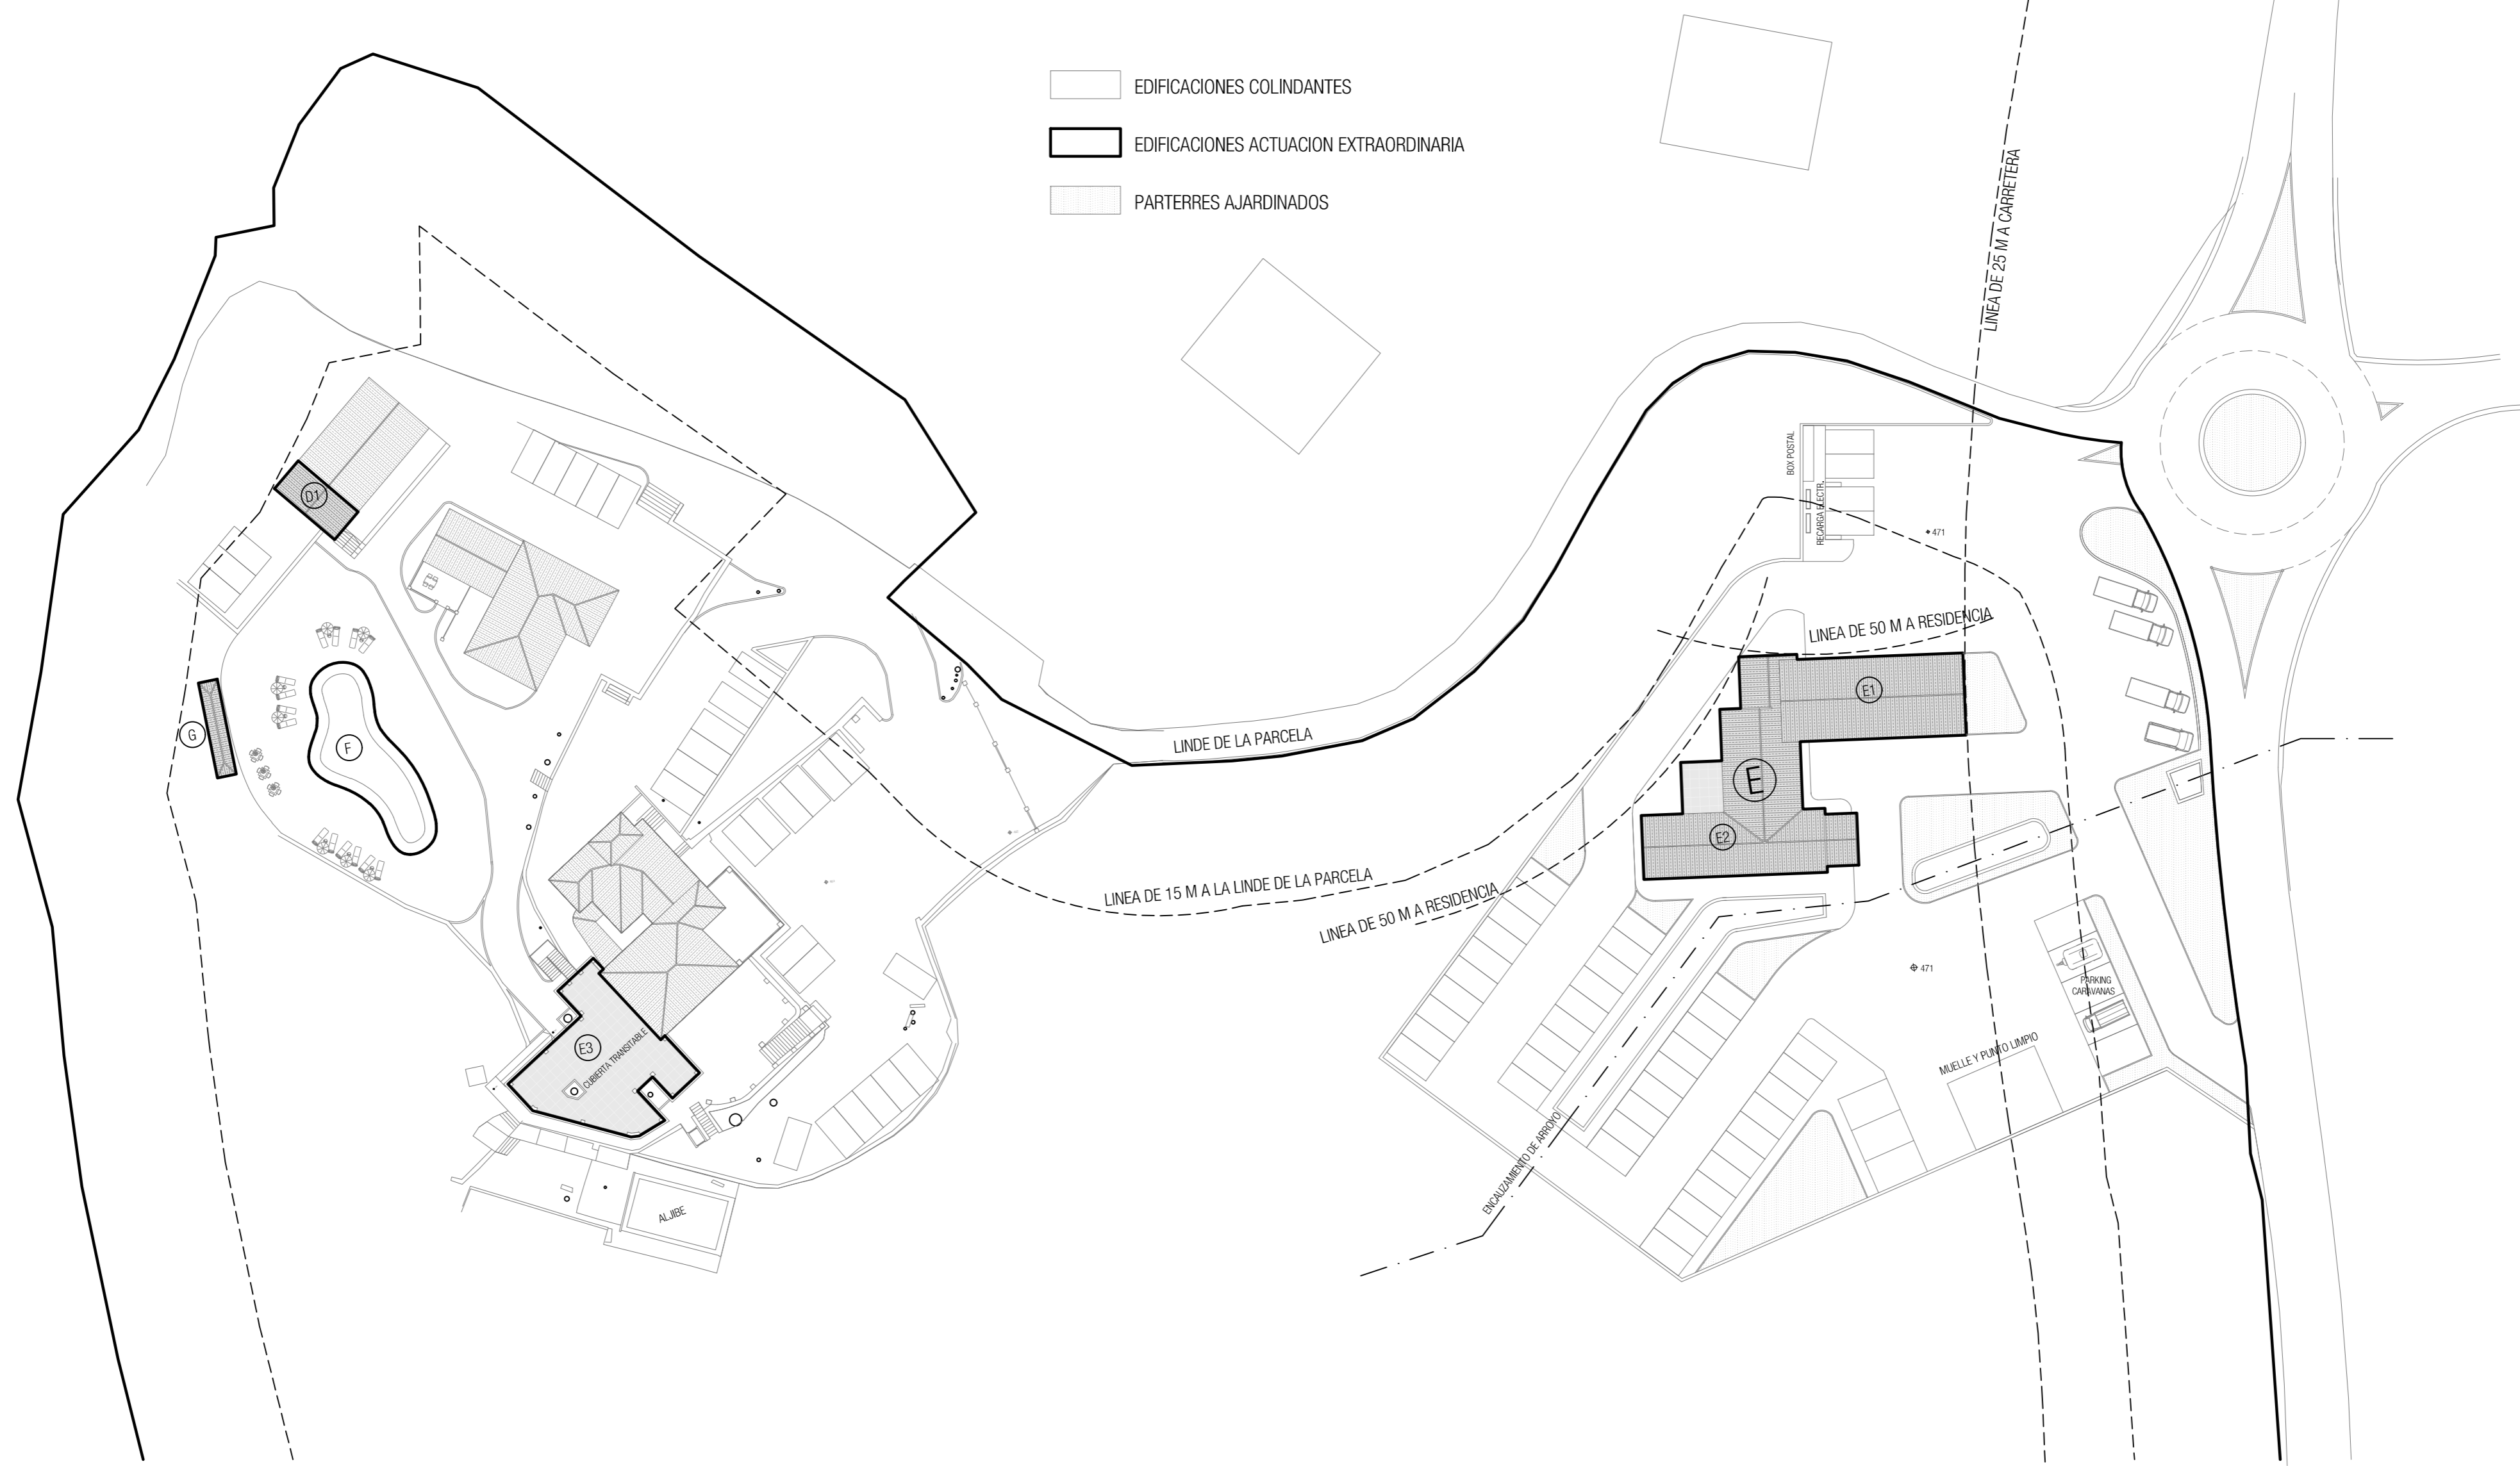 EDIFICACIONES COLINDANTES
EDIFICACIONES ACTUACION EXTRAORDINARIA
PARTERRES AJARDINADOS
LINEA DE 25 M A CARRETERA
BOX POSTAL
RECARGA ELECTR.
471
D1
LINEA DE 50 M A RESIDENCIA
E1
G
F
LINDE DE LA PARCELA
E
E2
LINEA DE 15 M A LA LINDE DE LA PARCELA
LINEA DE 50 M A RESIDENCIA
471
PARKING
CARAVANAS
E3
CUBIERTA TRANSITABLE
MUELLE Y PUNTO LIMPIO
ENCAUZAMIENTO DE ARROYO
ALJIBE